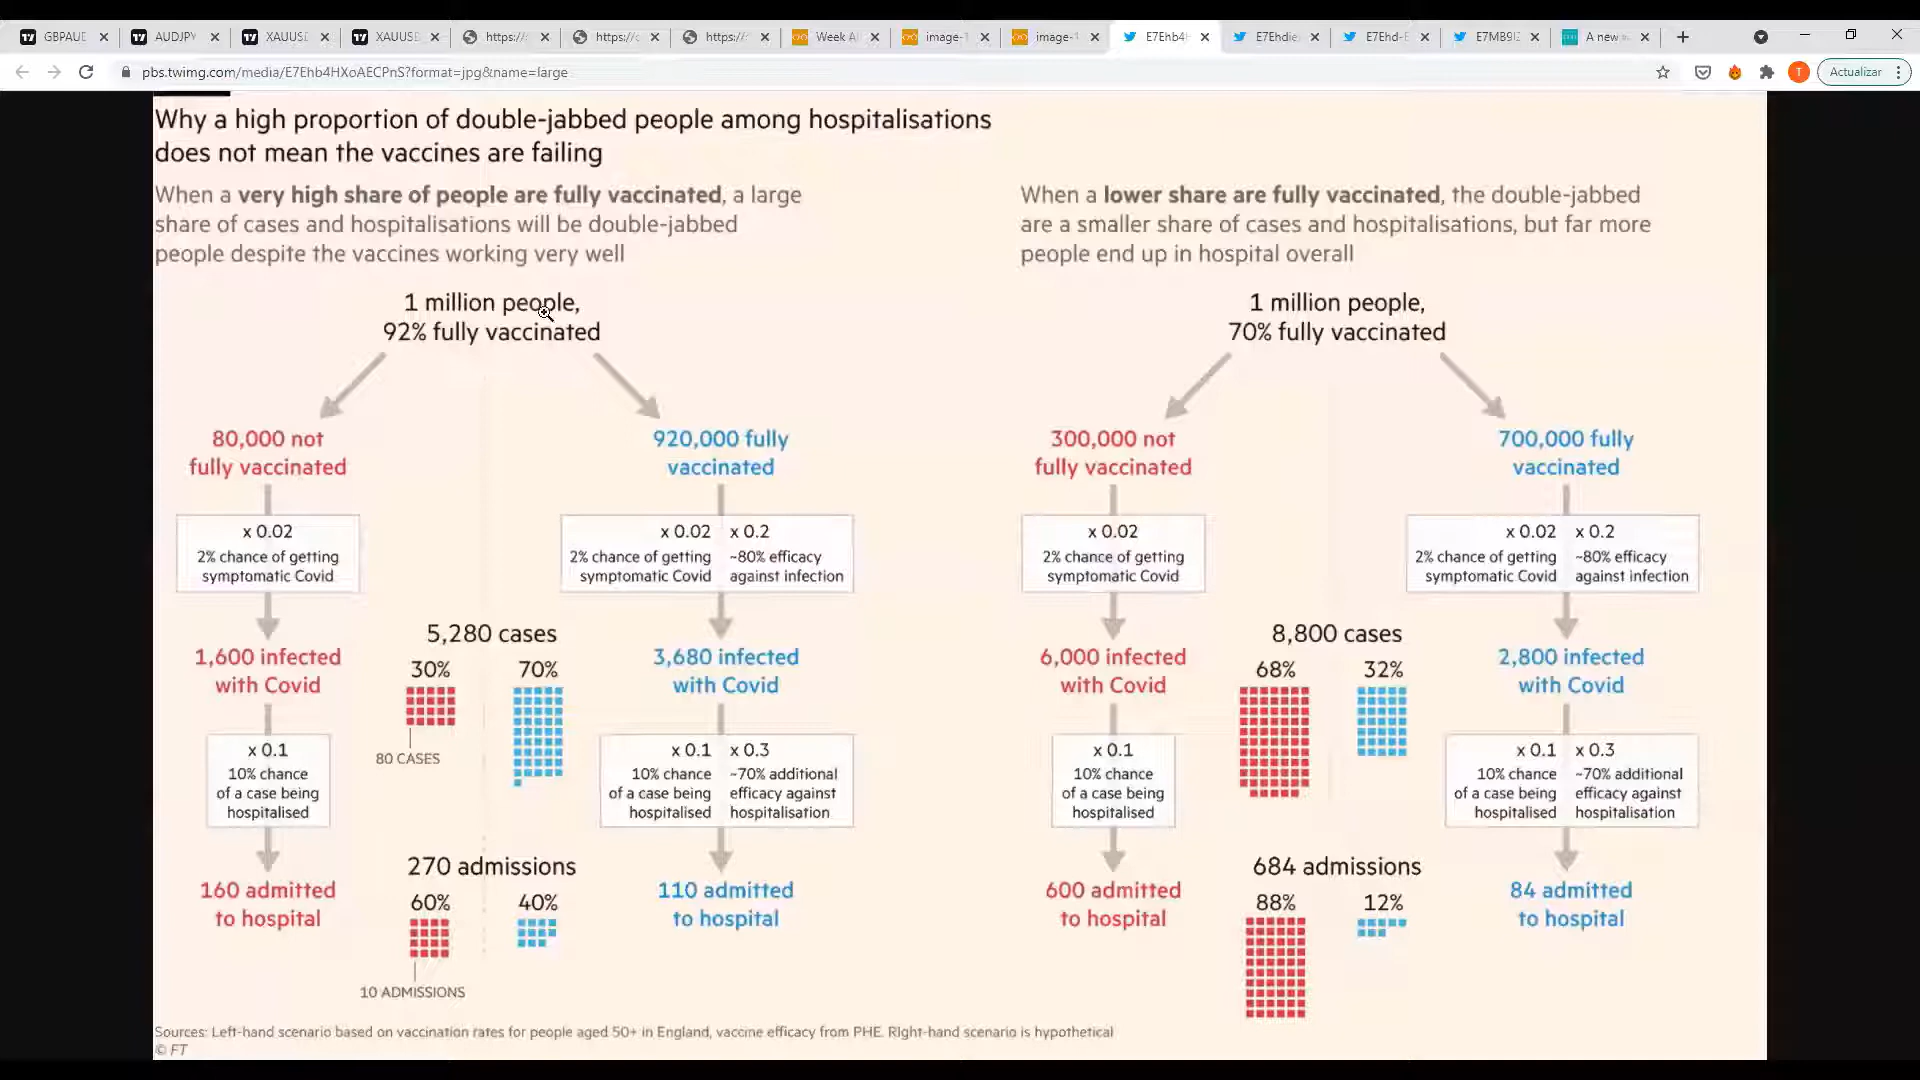 GBPAUD
AUDJPY
XAUUSD
XAUUSD
https://
https://
https://
Week A
image-1
image-1
E7Ehb4
E7Ehdie
E7Ehd-E
E7MB9I
A new
pbs.twimg.com/media/E7Ehb4HXoAECPnS?format=jpg&name=large
T
Actualizar
Why a high proportion of double-jabbed people among hospitalisations
does not mean the vaccines are failing
When a very high share of people are fully vaccinated, a large
share of cases and hospitalisations will be double-jabbed
people despite the vaccines working very well
1 million people,
92% fully vaccinated
80,000 not
fully vaccinated
920,000 fully
vaccinated
x 0.02
2% chance of getting
symptomatic Covid
x 0.02
2% chance of getting
symptomatic Covid
x 0.2
~80% efficacy
against infection
1,600 infected
with Covid
5,280 cases
30% 70%
80 CASES
3,680 infected
with Covid
x 0.1
10% chance
of a case being
hospitalised
x 0.1
10% chance
of a case being
hospitalised
x 0.3
~70% additional
efficacy against
hospitalisation
160 admitted
to hospital
270 admissions
60% 40%
10 ADMISSIONS
110 admitted
to hospital
When a lower share are fully vaccinated, the double-jabbed
are a smaller share of cases and hospitalisations, but far more
people end up in hospital overall
1 million people,
70% fully vaccinated
300,000 not
fully vaccinated
700,000 fully
vaccinated
x 0.02
2% chance of getting
symptomatic Covid
x 0.02
2% chance of getting
symptomatic Covid
x 0.2
~80% efficacy
against infection
6,000 infected
with Covid
8,800 cases
68% 32%
2,800 infected
with Covid
x 0.1
10% chance
of a case being
hospitalised
x 0.1
10% chance
of a case being
hospitalised
x 0.3
~70% additional
efficacy against
hospitalisation
600 admitted
to hospital
684 admissions
88% 12%
84 admitted
to hospital
Sources: Left-hand scenario based on vaccination rates for people aged 50+ in England, vaccine efficacy from PHE. RIght-hand scenario is hypothetical
© FT